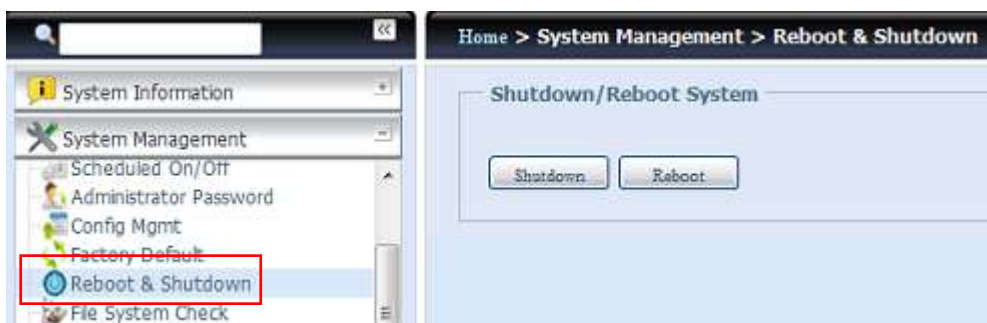 Home > System Management > Reboot & Shutdown
System Information
System Management
Scheduled On/Off
Administrator Password
Config Mgmt
Factory Default
Reboot & Shutdown
File System Check
Shutdown/Reboot System
Shutdown
Reboot